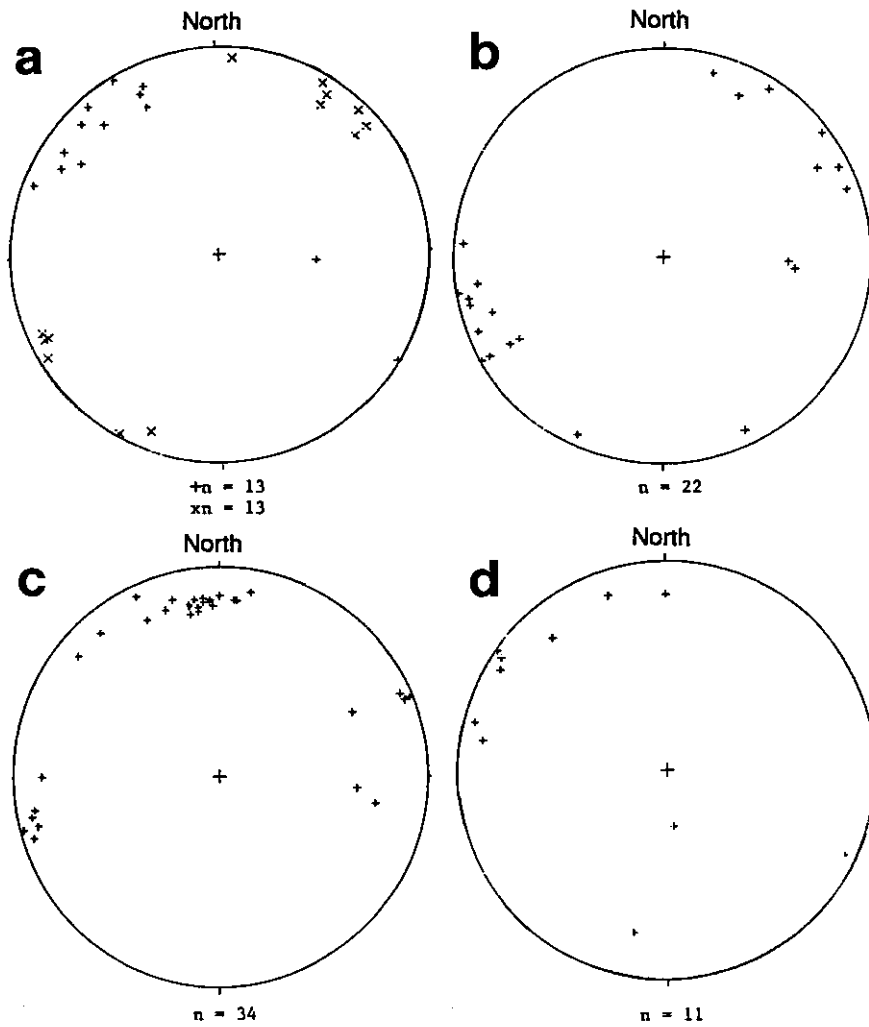 a
North
+n = 13
xn = 13
b
North
n = 22
c
North
n = 34
d
North
n = 11